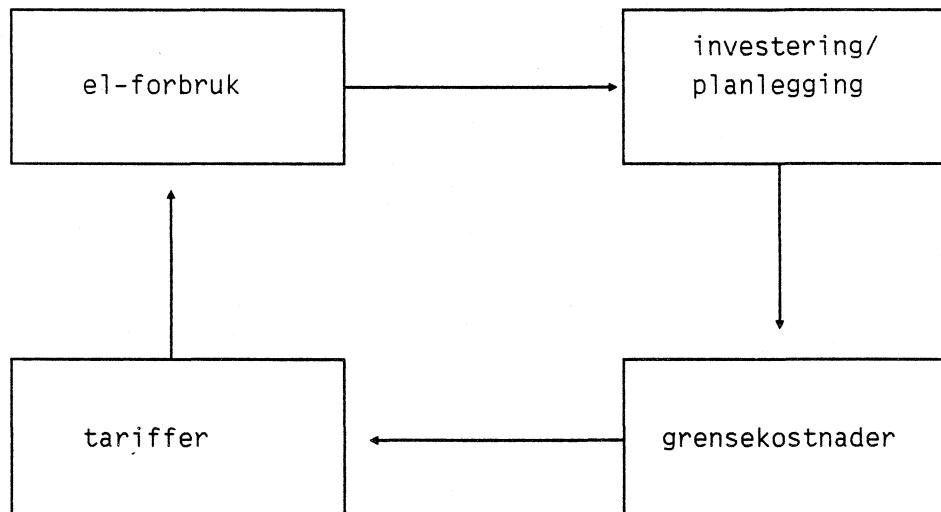 el-forbruk
investering/
planlegging
tariffer
grensekostnader